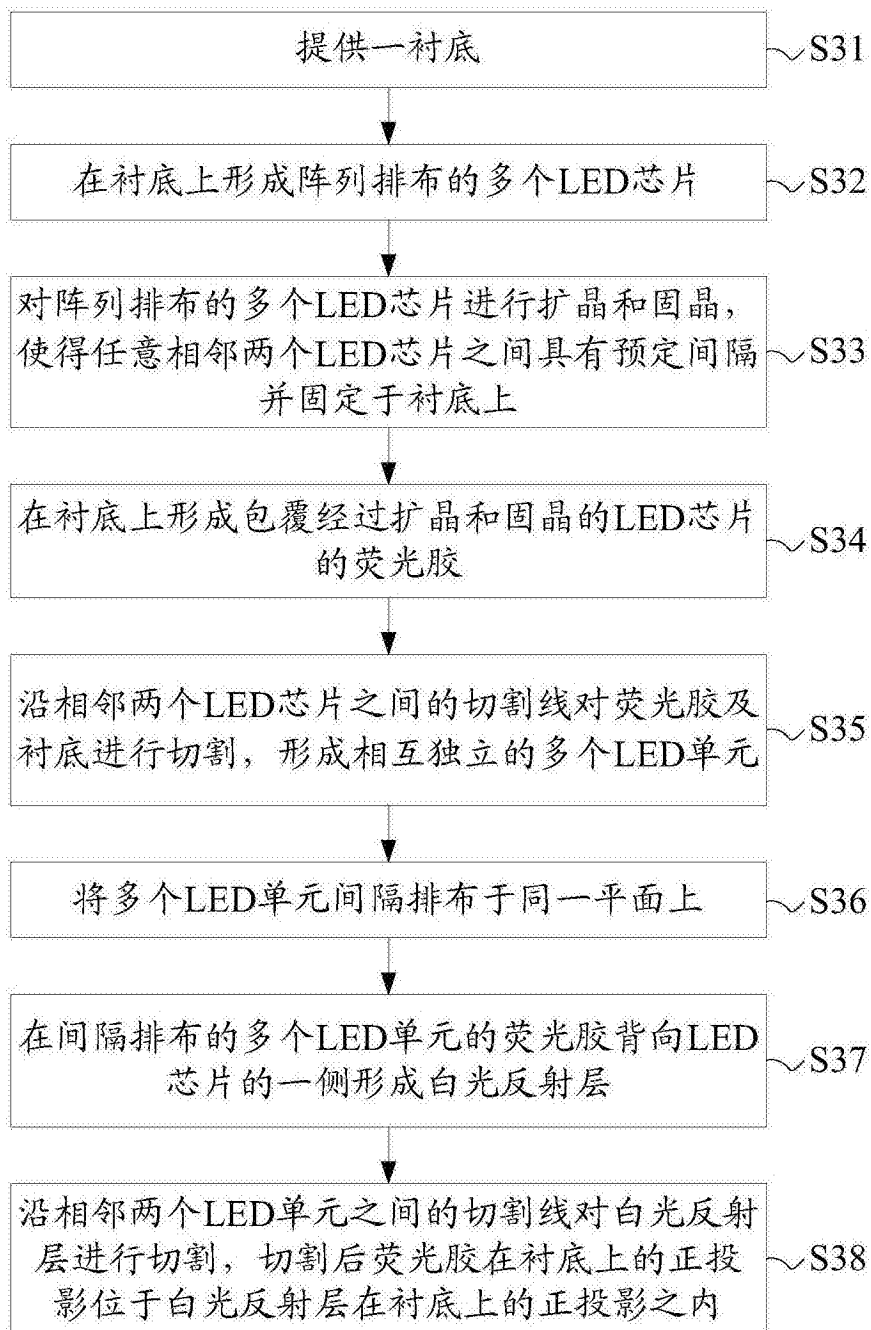 提供一衬底
S31
在衬底上形成阵列排布的多个LED芯片
S32
对阵列排布的多个LED芯片进行扩晶和固晶，
使得任意相邻两个LED芯片之间具有预定间隔
并固定于衬底上
S33
在衬底上形成包覆经过扩晶和固晶的LED芯片
的荧光胶
S34
沿相邻两个LED芯片之间的切割线对荧光胶及
衬底进行切割，形成相互独立的多个LED单元
S35
将多个LED单元间隔排布于同一平面上
S36
在间隔排布的多个LED单元的荧光胶背向LED
芯片的一侧形成白光反射层
S37
沿相邻两个LED单元之间的切割线对白光反射
层进行切割，切割后荧光胶在衬底上的正投
影位于白光反射层在衬底上的正投影之内
S38